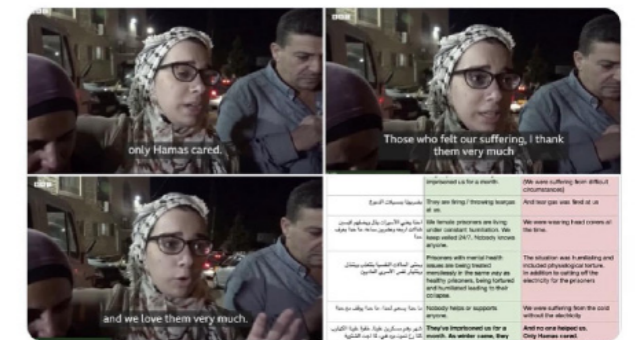 BBC
only Hamas cared.
BBC
Those who felt our suffering, I thank
them very much
BBC
and we love them very much.
imprisoned us for a month.
(We were suffering from difficult
circumstances)
They are firing / throwing teargas
at us.
And teargas was fired at us
We female prisoners are living
under constant humiliation. We
keep veiled 24/7. Nobody knows
anyone.
We were wearing head covers all
the time.
Prisoners with mental health
issues are being treated
mercilessly in the same way as
healthy prisoners, being tortured
and humiliated leading to their
collapse.
The situation was humiliating and
included physiological torture.
In addition to cutting off the
electricity for the prisoners
Nobody helps or supports
anyone.
We were suffering from the cold
without the electricity
They've imprisoned us for a
month. As winter came, they
And no one helped us.
Only Hamas cared.